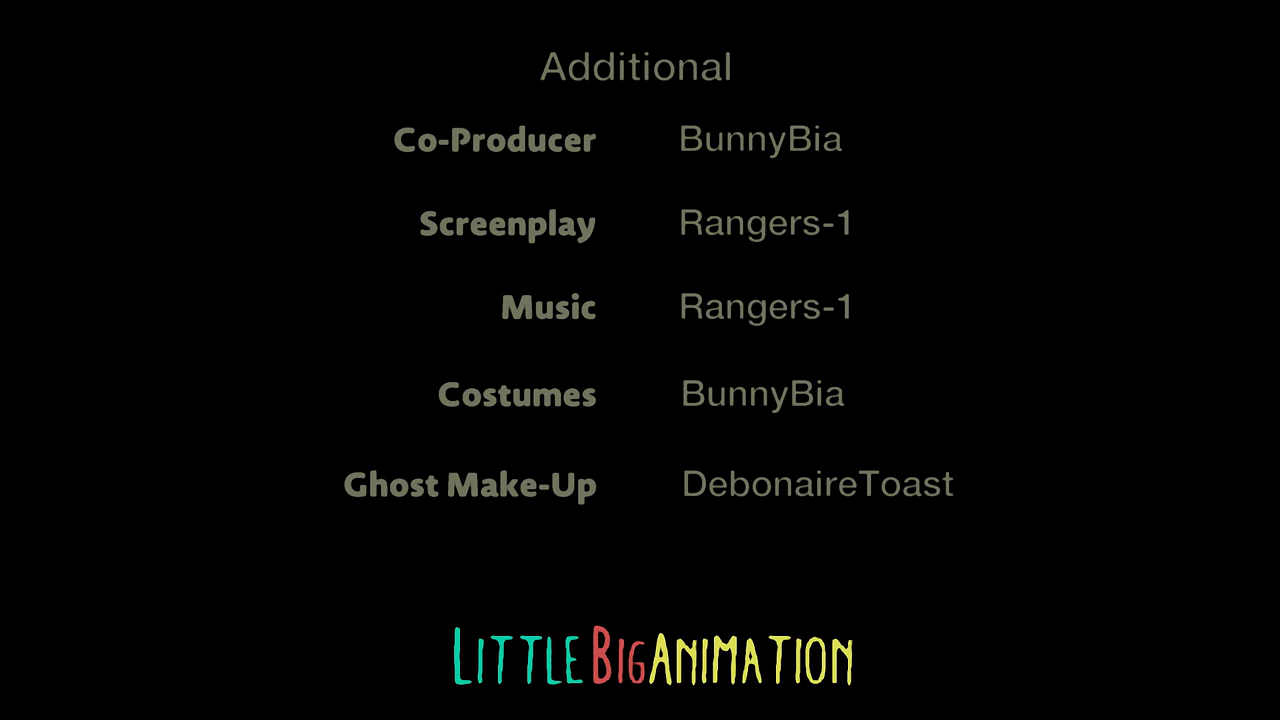 Additional
Co-Producer BunnyBia
Screenplay Rangers-1
Music Rangers-1
Costumes BunnyBia
Ghost Make-Up DebonaireToast
LITTLEBIGANIMATION